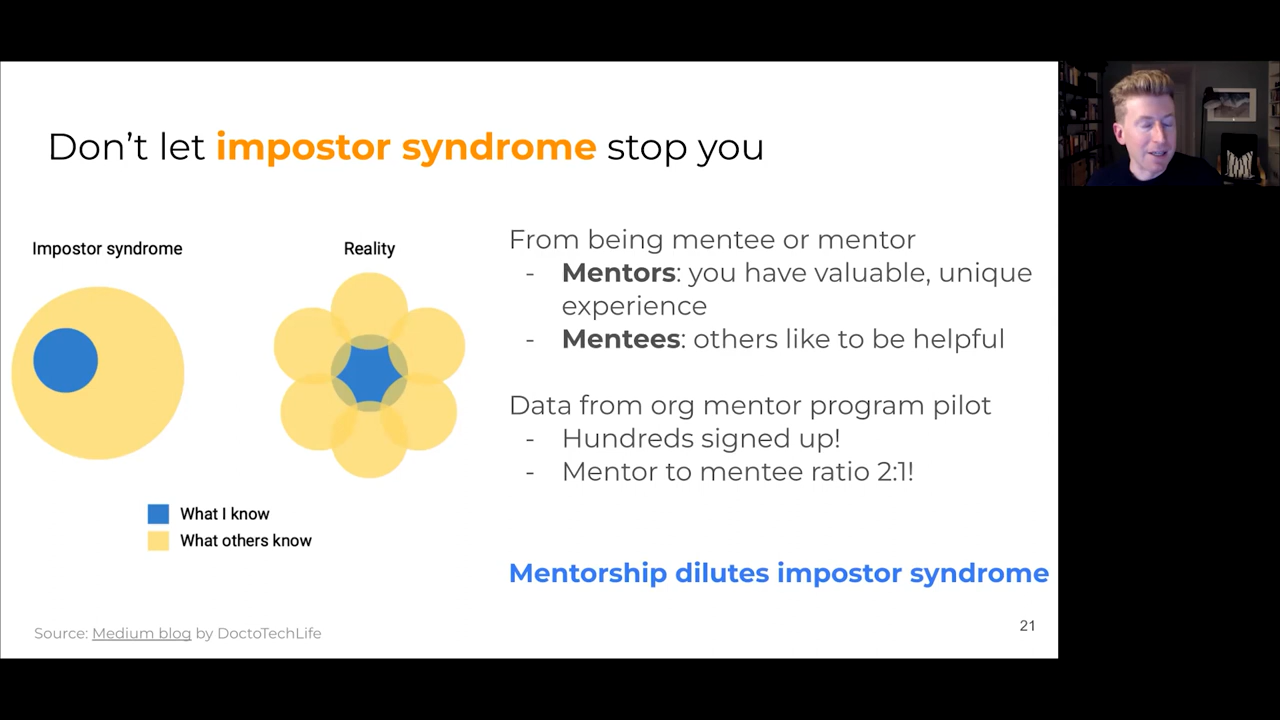 Don't let impostor syndrome stop you
Impostor syndrome
Reality
What I know
What others know
From being mentee or mentor
- Mentors: you have valuable, unique
experience
- Mentees: others like to be helpful
Data from org mentor program pilot
- Hundreds signed up!
- Mentor to mentee ratio 2:1!
Mentorship dilutes impostor syndrome
Source: Medium blog by DoctoTechLife
21